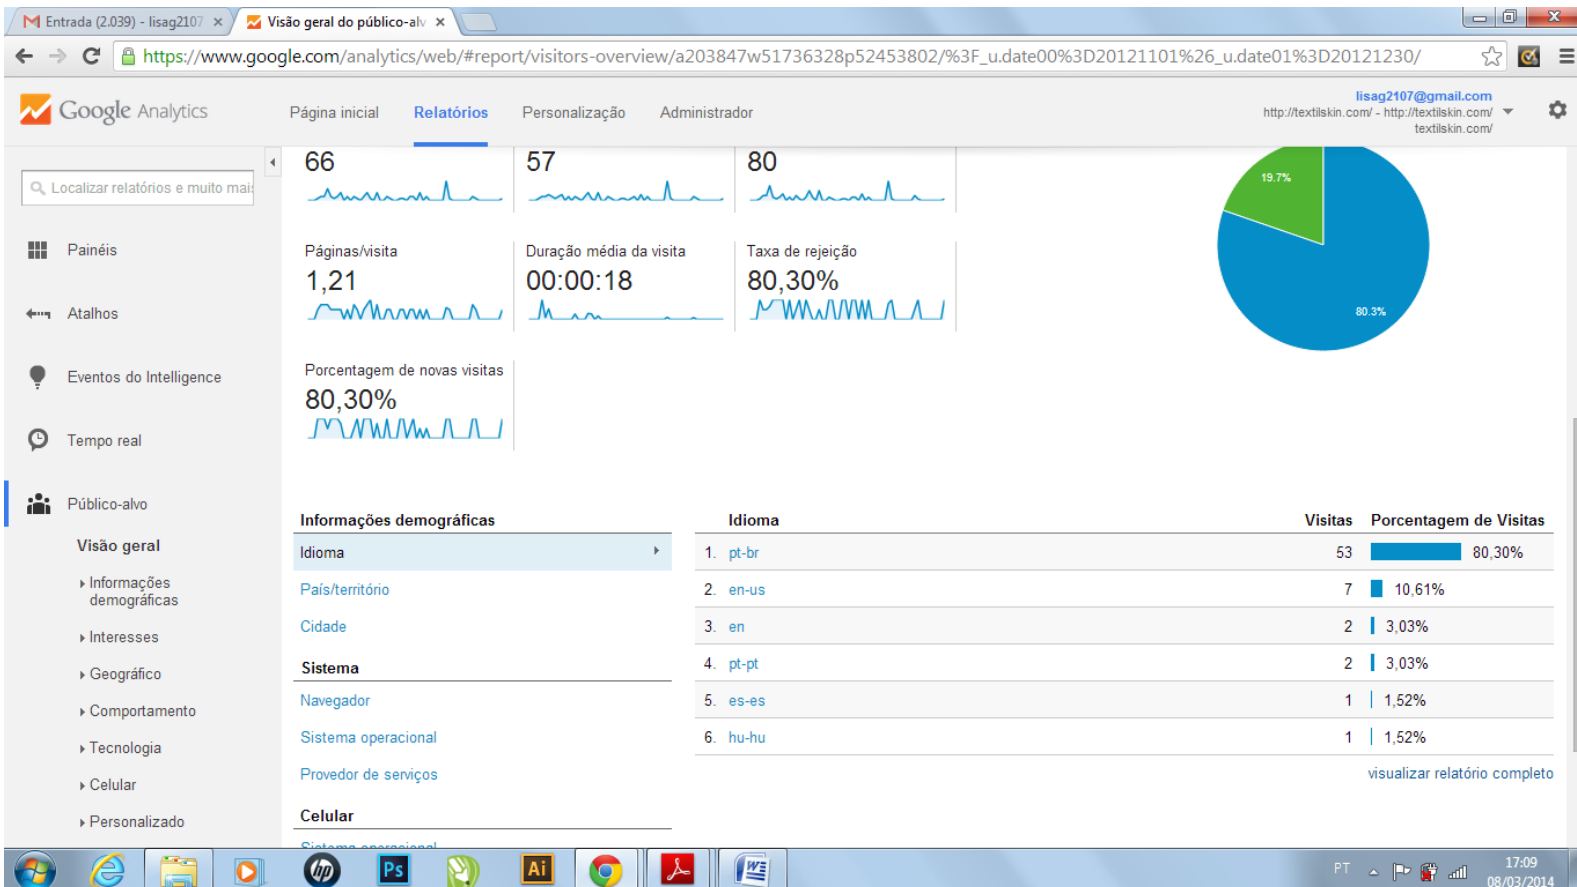 Entrada (2.039) - lisag2107
Visão geral do público-alv
https://www.google.com/analytics/web/#report/visitors-overview/a203847w51736328p52453802/%3F_u.date00%3D20121101%26_u.date01%3D20121230/
Google Analytics
Página inicial Relatórios Personalização Administrador
lisag2107@gmail.com
http://textilskin.com/ - http://textilskin.com/
textilskin.com/
Localizar relatórios e muito mais
Painéis
Atalhos
Eventos do Intelligence
Tempo real
Público-alvo
Visão geral
Informações
demográficas
Interesses
Geográfico
Comportamento
Tecnologia
Celular
Personalizado
66 57 80
Páginas/visita Duração média da visita Taxa de rejeição
1,21 00:00:18 80,30%
Porcentagem de novas visitas
80,30%
19.7%
80.3%
Informações demográficas
Idioma
País/território
Cidade
Sistema
Navegador
Sistema operacional
Provedor de serviços
Celular
Sistema operacional
Idioma Visitas Porcentagem de Visitas
1. pt-br 53 80,30%
2. en-us 7 10,61%
3. en 2 3,03%
4. pt-pt 2 3,03%
5. es-es 1 1,52%
6. hu-hu 1 1,52%
visualizar relatório completo
hp
Ps
Ai
W
PT
17:09
08/03/2014